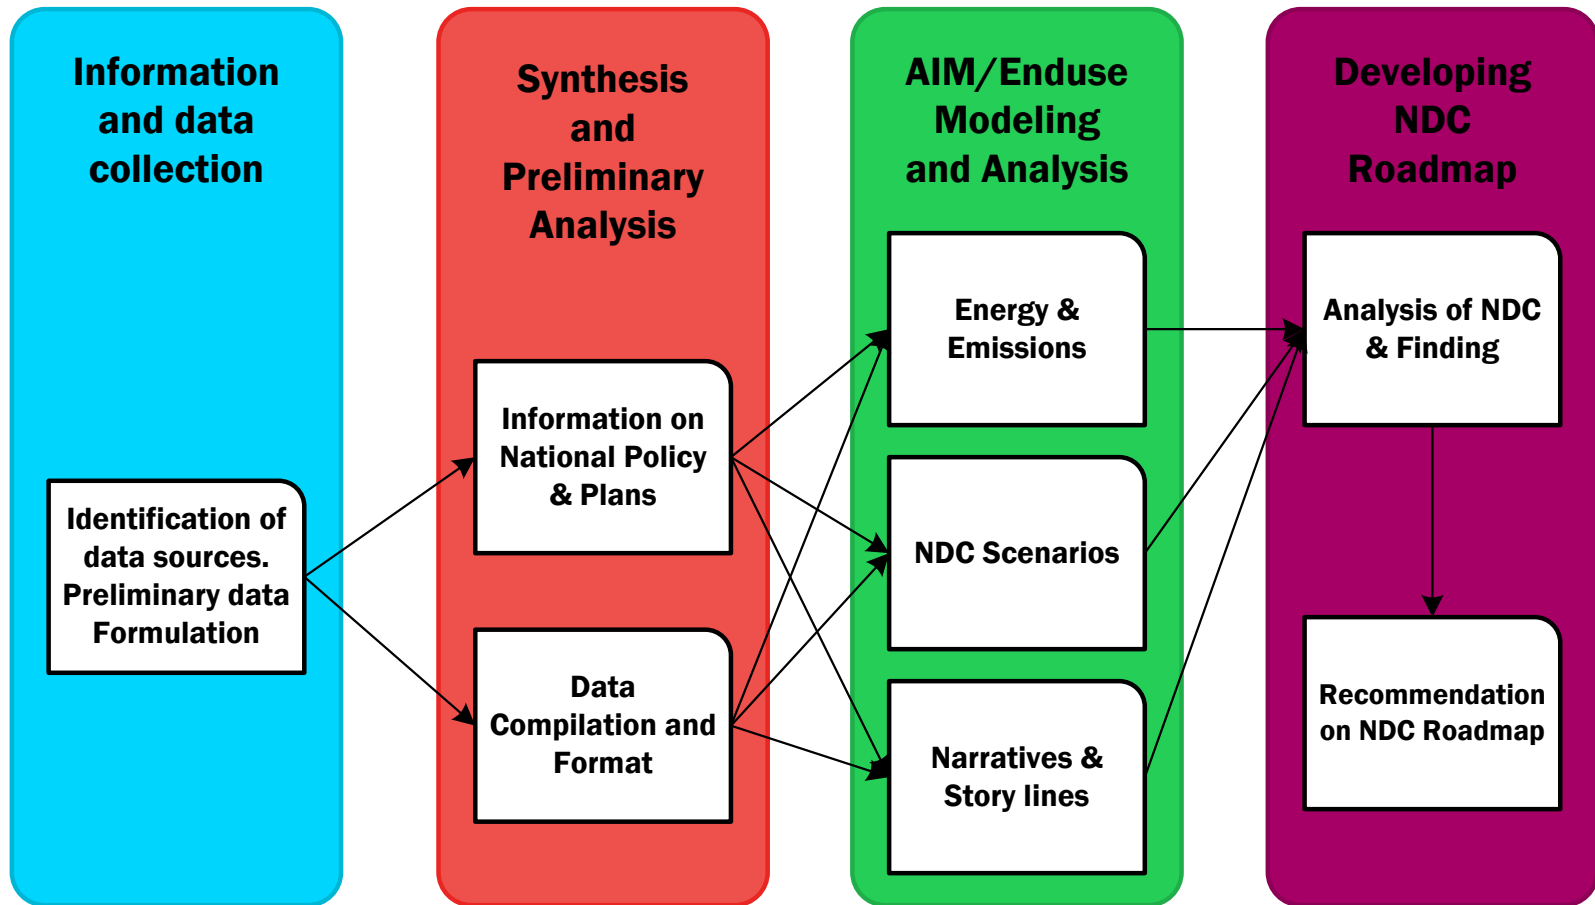 Information
and data
collection
Identification of
data sources.
Preliminary data
Formulation
Synthesis
and
Preliminary
Analysis
Information on
National Policy
& Plans
Data
Compilation and
Format
AIM/Enduse
Modeling
and Analysis
Energy &
Emissions
NDC Scenarios
Narratives &
Story lines
Developing
NDC
Roadmap
Analysis of NDC
& Finding
Recommendation
on NDC Roadmap